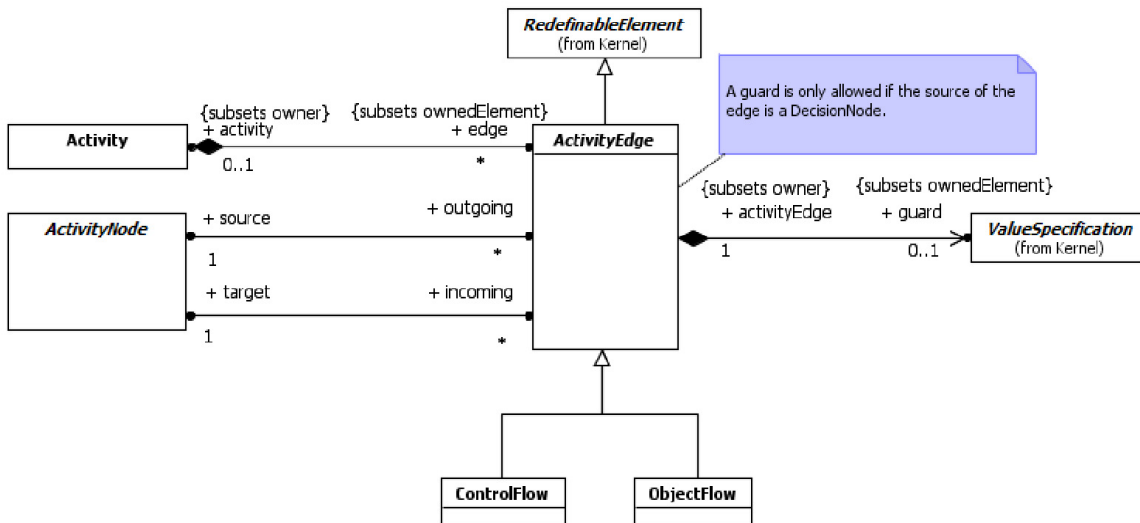 RedefinableElement
(from Kernel)
A guard is only allowed if the source of the
edge is a DecisionNode.
{subsets owner}
{subsets ownedElement}
+ activity
+ edge
Activity
ActivityEdge
0..1
*
{subsets owner}
{subsets ownedElement}
+ activityEdge
+ guard
ActivityNode
+ source
+ outgoing
1
*
ValueSpecification
(from Kernel)
1
0..1
+ target
+ incoming
1
*
ControlFlow
ObjectFlow